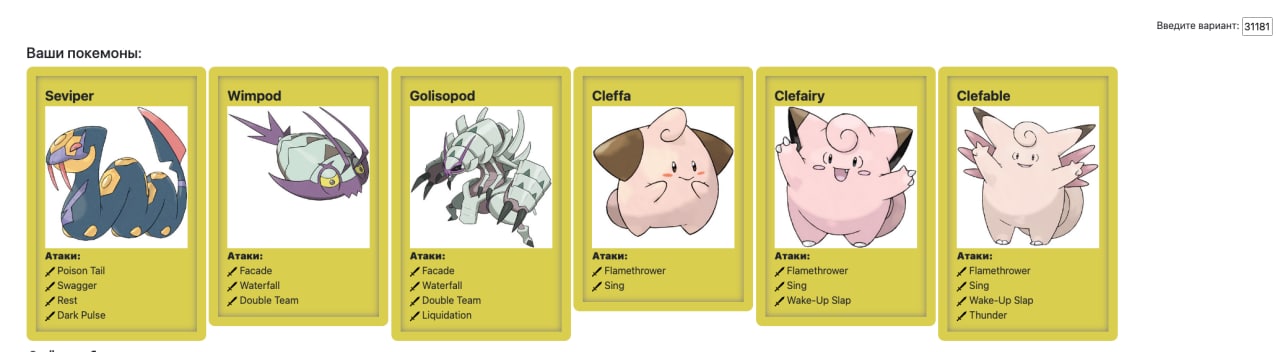 Введите вариант: 31181
Ваши покемоны:
Seviper
Атаки:
Poison Tail
Swagger
Rest
Dark Pulse
Wimpod
Атаки:
Facade
Waterfall
Double Team
Golisopod
Атаки:
Facade
Waterfall
Double Team
Liquidation
Cleffa
Атаки:
Flamethrower
Sing
Clefairy
Атаки:
Flamethrower
Sing
Wake-Up Slap
Clefable
Атаки:
Flamethrower
Sing
Wake-Up Slap
Thunder